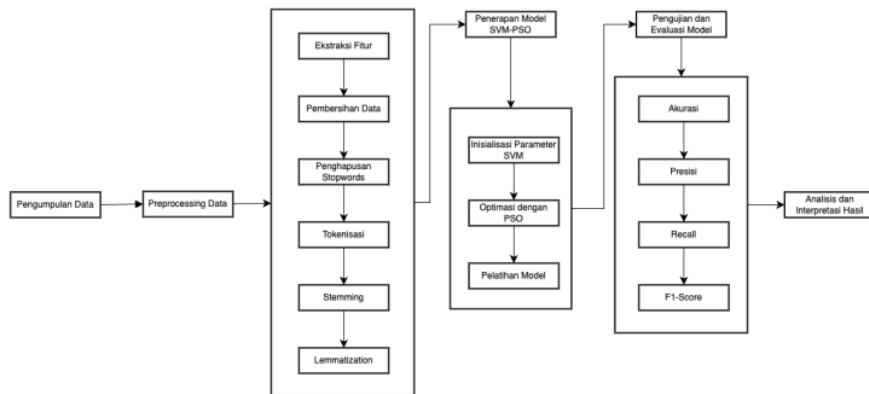 Pengumpulan Data
Preprocessing Data
Ekstraksi Fitur
Pembersihan Data
Penghapusan
Stopwords
Tokenisasi
Stemming
Lemmatization
Penerapan Model
SVM-PSO
Inisialisasi Parameter
SVM
Optimasi dengan
PSO
Pelatihan Model
Pengujian dan
Evaluasi Model
Akurasi
Presisi
Recall
F1-Score
Analisis dan
Interpretasi Hasil